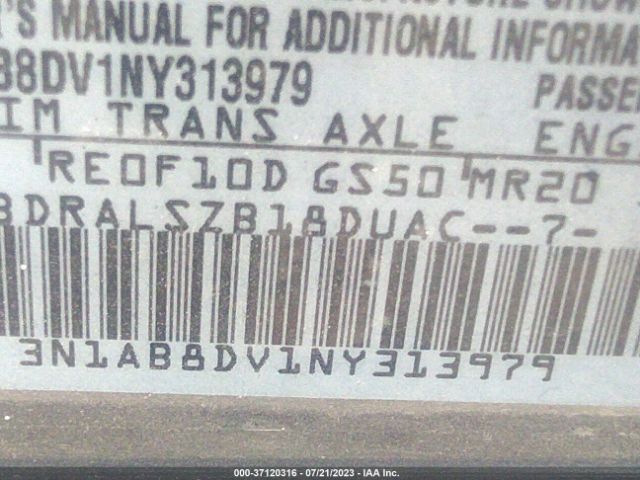 'S MANUAL FOR ADDITIONAL INFORMA
B8DV1NY313979 PASSE
IM TRANS AXLE ENG
RE0F10D GS50 MR20
BDRALSZB18DUAC--7-
3N1AB8DV1NY313979
000-37120316 - 07/21/2023 - IAA Inc.